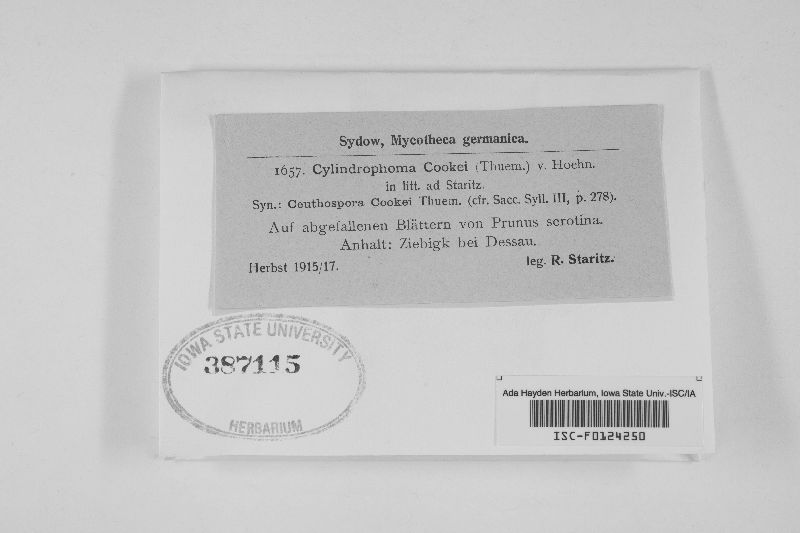 Sydow, Mycotheca germanica.
1657. Cylindrophoma Cookei (Thuem.) v. Hoehn.
in litt. ad Staritz.
Syn.: Ceuthospora Cookei Thuem. (cfr. Sacc. Syll. III, p. 278).
Auf abgefallenen Blättern von Prunus serotina.
Anhalt: Ziebigk bei Dessau.
Herbst 1915/17. leg. R. Staritz.
IOWA STATE UNIVERSITY
387115
HERBARIUM
Ada Hayden Herbarium, Iowa State Univ.-ISC/IA
ISC-F0124250